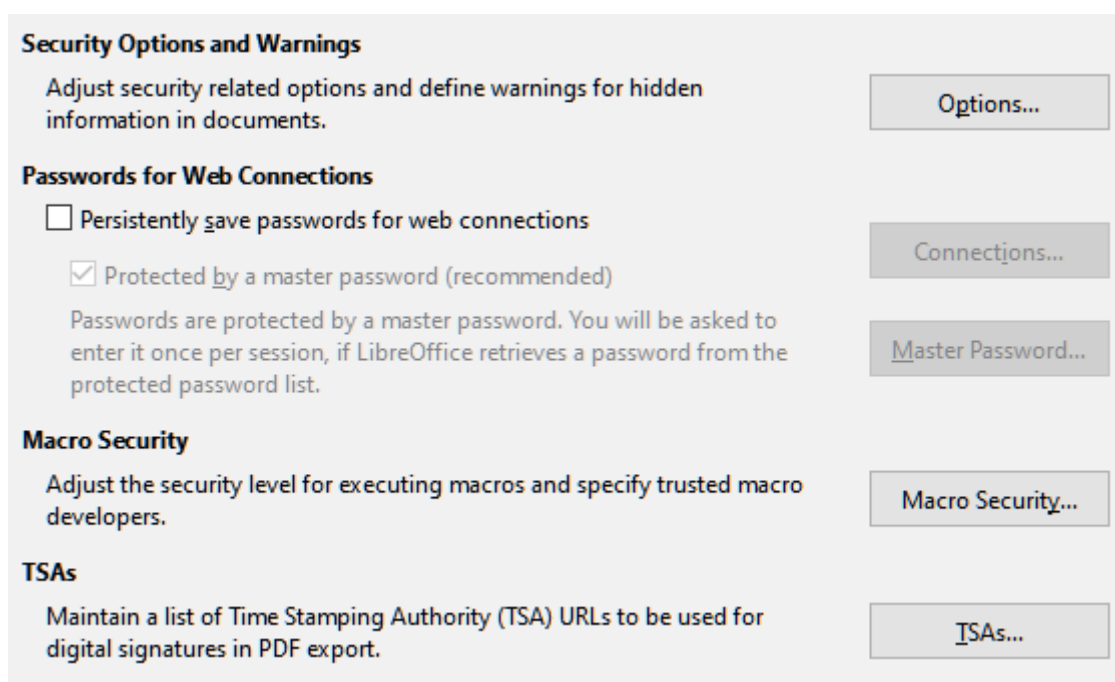 Security Options and Warnings
Adjust security related options and define warnings for hidden
information in documents.
Options...
Passwords for Web Connections
Persistently save passwords for web connections
Connections...
Protected by a master password (recommended)
Passwords are protected by a master password. You will be asked to
enter it once per session, if LibreOffice retrieves a password from the
protected password list.
Master Password...
Macro Security
Adjust the security level for executing macros and specify trusted macro
developers.
Macro Security...
TSAs
Maintain a list of Time Stamping Authority (TSA) URLs to be used for
digital signatures in PDF export.
TSAs...